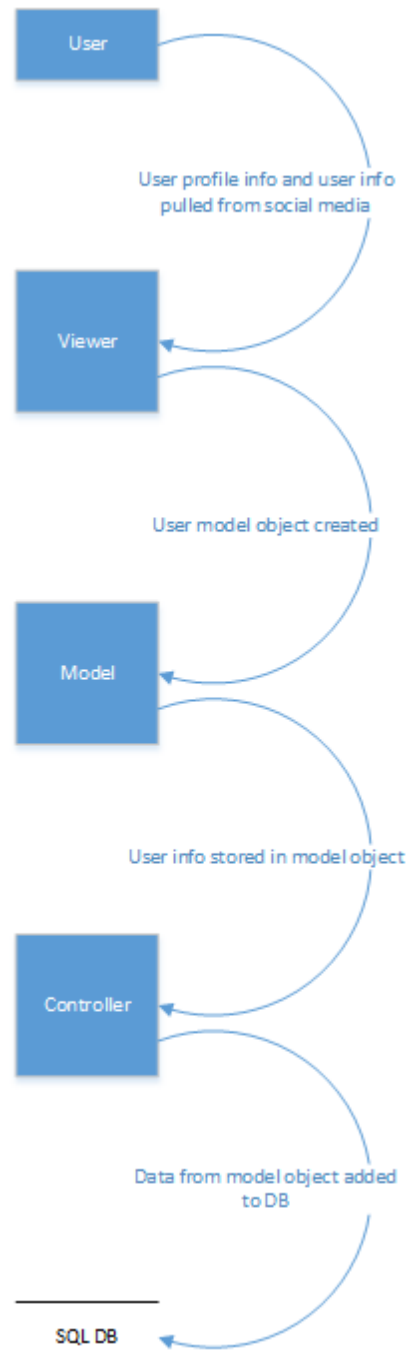 User
User profile info and user info
pulled from social media
Viewer
User model object created
Model
User info stored in model object
Controller
Data from model object added
to DB
SQL DB